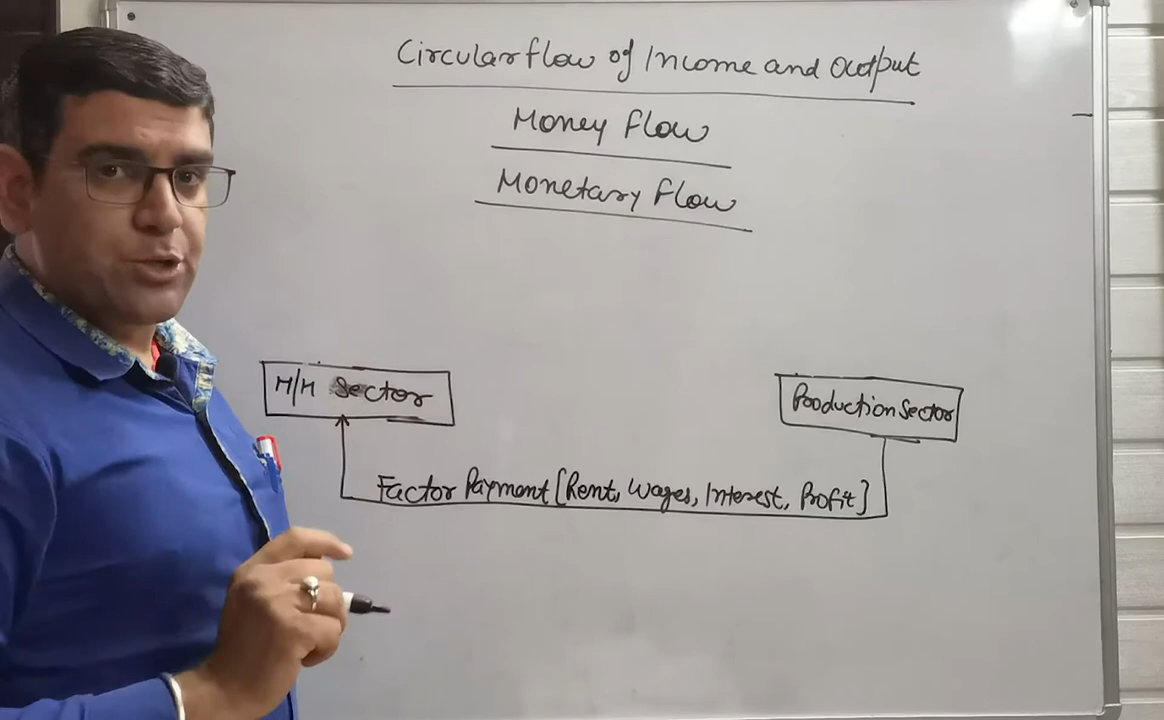 Circular flow of Income and Output
Money Flow
Monetary Flow
H/H Sector
Production Sector
Factor Payment [Rent, Wages, Interest, Profit]